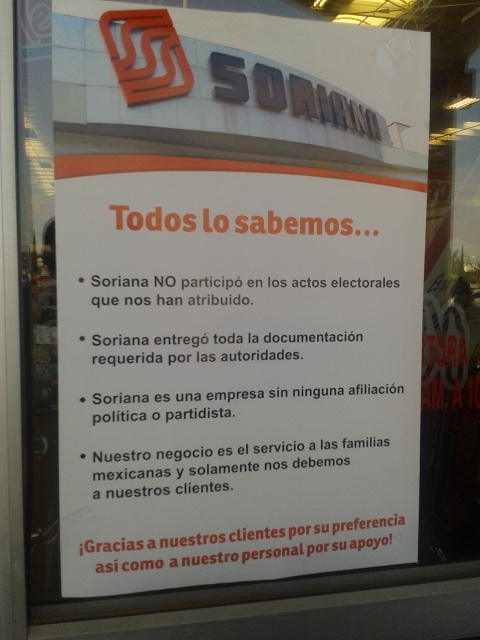 SORIANA
Todos lo sabemos...
• Soriana NO participó en los actos electorales
que nos han atribuido.
• Soriana entregó toda la documentación
requerida por las autoridades.
• Soriana es una empresa sin ninguna afiliación
política o partidista.
• Nuestro negocio es el servicio a las familias
mexicanas y solamente nos debemos
a nuestros clientes.
¡Gracias a nuestros clientes por su preferencia
así como a nuestro personal por su apoyo!